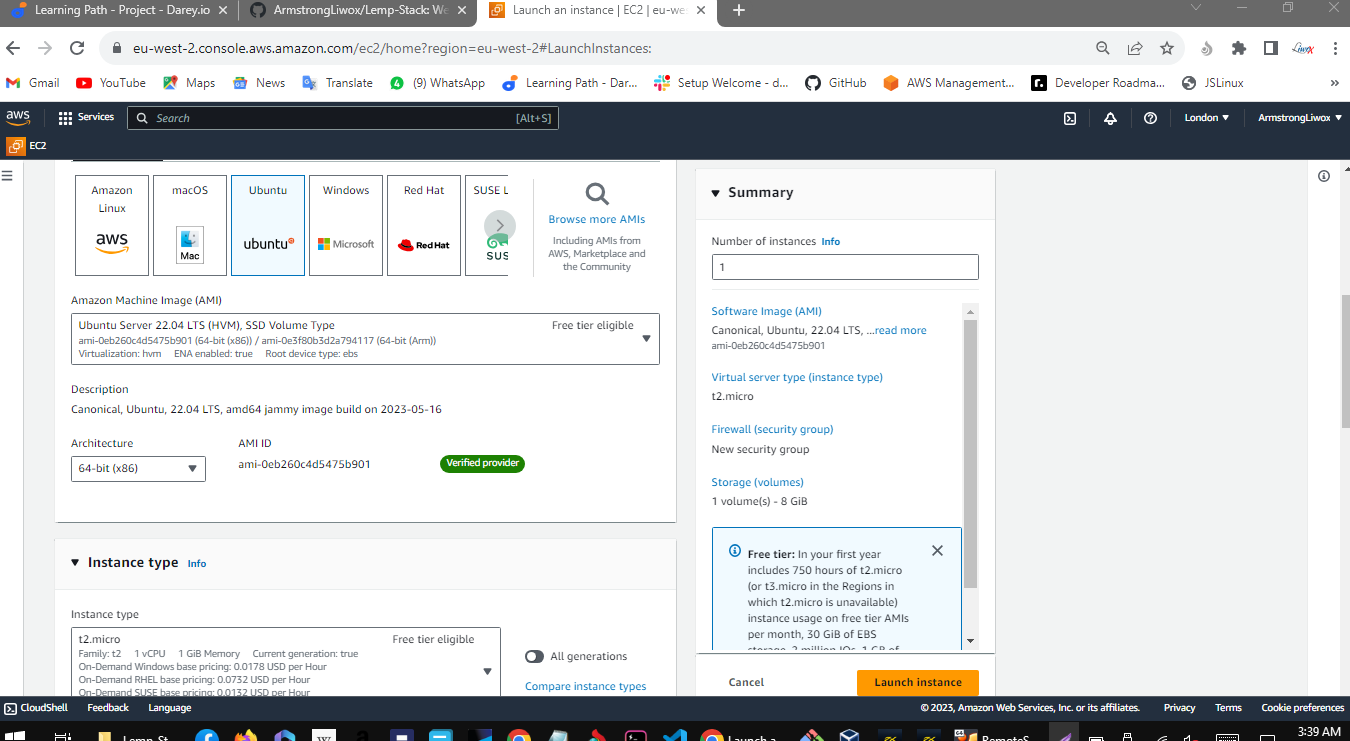 Learning Path - Project - Darey.io
ArmstrongLiwox/Lemp-Stack: We
Launch an instance | EC2 | eu-we
eu-west-2.console.aws.amazon.com/ec2/home?region=eu-west-2#LaunchInstances:
Gmail
YouTube
Maps
News
Translate
(9) WhatsApp
Learning Path - Dar...
Setup Welcome - d...
GitHub
AWS Management...
Developer Roadma...
JSLinux
»
aws
Services
Search
[Alt+S]
London
ArmstrongLiwox
EC2
Amazon
Linux
aws
macOS
Mac
Ubuntu
ubuntu
Windows
Microsoft
Red Hat
Red Hat
SUSE L
SUS
Browse more AMIs
Including AMIs from
AWS, Marketplace and
the Community
Amazon Machine Image (AMI)
Ubuntu Server 22.04 LTS (HVM), SSD Volume Type
Free tier eligible
ami-0eb260c4d5475b901 (64-bit (x86)) / ami-0e3f80b3d2a794117 (64-bit (Arm))
Virtualization: hvm ENA enabled: true Root device type: ebs
Description
Canonical, Ubuntu, 22.04 LTS, amd64 jammy image build on 2023-05-16
Architecture
64-bit (x86)
AMI ID
ami-0eb260c4d5475b901
Verified provider
Instance type Info
Instance type
t2.micro
Free tier eligible
Family: t2 1 vCPU 1 GiB Memory Current generation: true
On-Demand Windows base pricing: 0.0178 USD per Hour
On-Demand RHEL base pricing: 0.0732 USD per Hour
On-Demand SUSE base pricing: 0.0132 USD per Hour
All generations
Compare instance types
Summary
Number of instances Info
1
Software Image (AMI)
Canonical, Ubuntu, 22.04 LTS, ...read more
ami-0eb260c4d5475b901
Virtual server type (instance type)
t2.micro
Firewall (security group)
New security group
Storage (volumes)
1 volume(s) - 8 GiB
Free tier: In your first year
includes 750 hours of t2.micro
(or t3.micro in the Regions in
which t2.micro is unavailable)
instance usage on free tier AMIs
per month, 30 GiB of EBS
storage, 2 million IOs, 1 GB of
Cancel
Launch instance
CloudShell
Feedback
Language
© 2023, Amazon Web Services, Inc. or its affiliates.
Privacy
Terms
Cookie preferences
Lemp-St
Launch a
RemoteS
3:39 AM